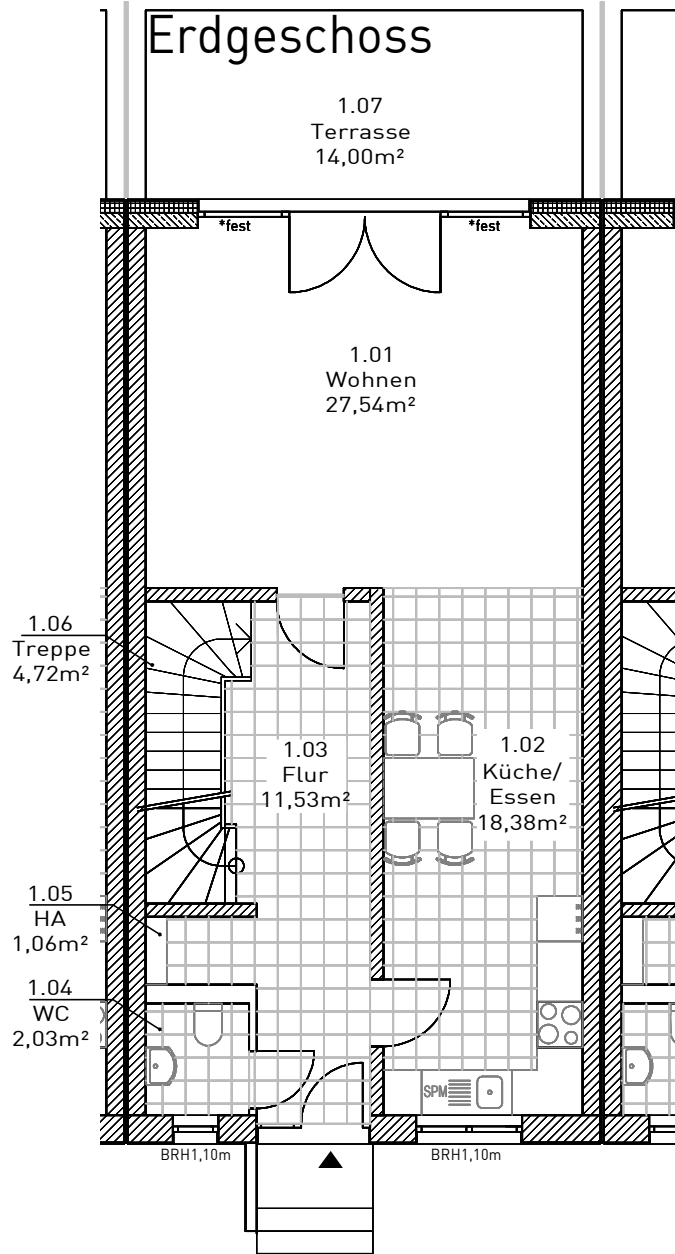 Erdgeschoss
1.07
Terrasse
14,00m²
*fest
*fest
1.01
Wohnen
27,54m²
1.06
Treppe
4,72m²
1.03
Flur
11,53m²
1.02
Küche/
Essen
18,38m²
1.05
HA
1,06m²
1.04
WC
2,03m²
SPM
BRH1,10m
BRH1,10m